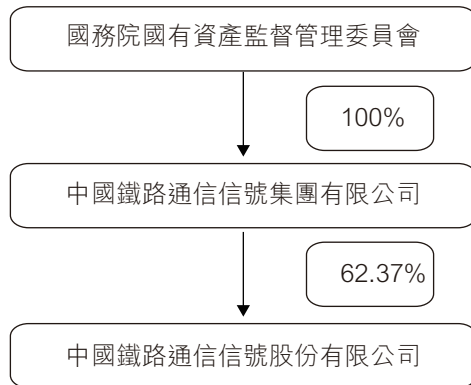 國務院國有資產監督管理委員會
100%
中國鐵路通信信號集團有限公司
62.37%
中國鐵路通信信號股份有限公司